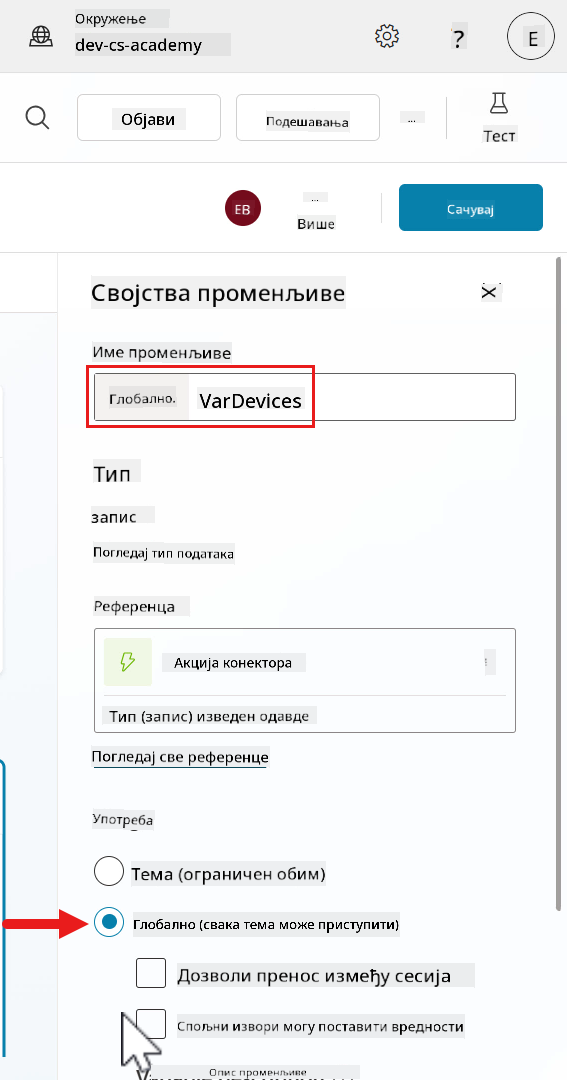 Окружење
dev-cs-academy
?
E
Објави
Подешавања
...
Тест
EB
...
Више
Сачувај
Својства променљиве
Име променљиве
Глобално.
VarDevices
Тип
запис
Погледај тип података
Референца
Акција конектора
Тип (запис) изведен одавде
Погледај све референце
Употреба
Тема (ограничен обим)
Глобално (свака тема може приступити)
Дозволи пренос између сесија
Спољни извори могу поставити вредности
Опис променљиве